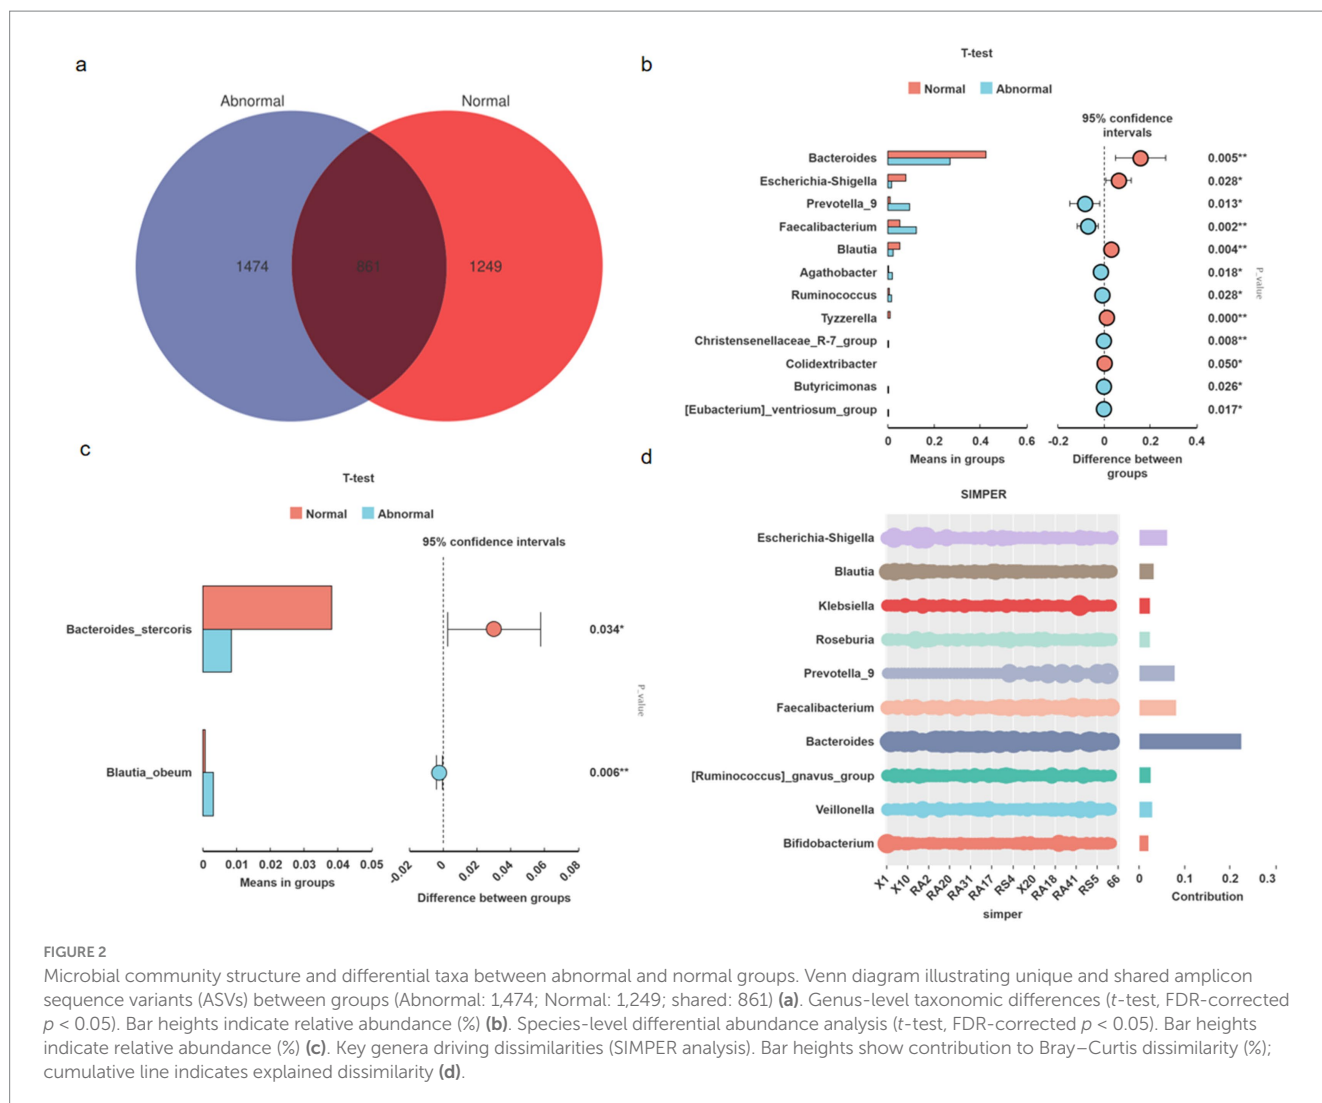 a
Abnormal
Normal
1474
861
1249
b
T-test
Normal
Abnormal
95% confidence
intervals
Bacteroides
0.005**
Escherichia-Shigella
0.028*
Prevotella_9
0.013*
Faecalibacterium
0.002**
Blautia
0.004**
Agathobacter
0.018*
Ruminococcus
0.028*
Tyzzerella
0.000**
Christensenellaceae_R-7_group
0.008**
Colidextribacter
0.050*
Butyricimonas
0.026*
[Eubacterium]_ventriosum_group
0.017*
P_value
0 0.2 0.4 0.6
Means in groups
-0.2 0 0.2 0.4
Difference between
groups
c
T-test
Normal
Abnormal
95% confidence intervals
Bacteroides_stercoris
0.034*
Blautia_obeum
0.006**
P_value
0 0.01 0.02 0.03 0.04 0.05
Means in groups
-0.02 0 0.02 0.04 0.06 0.08
Difference between groups
d
SIMPER
Escherichia-Shigella
Blautia
Klebsiella
Roseburia
Prevotella_9
Faecalibacterium
Bacteroides
[Ruminococcus]_gnavus_group
Veillonella
Bifidobacterium
X1 X10 RA2 RA20 RA31 RA17 RS4 X20 RA18 RA41 RS5 66
simper
0 0.1 0.2 0.3
Contribution
FIGURE 2
Microbial community structure and differential taxa between abnormal and normal groups. Venn diagram illustrating unique and shared amplicon
sequence variants (ASVs) between groups (Abnormal: 1,474; Normal: 1,249; shared: 861) (a). Genus-level taxonomic differences (t-test, FDR-corrected
p < 0.05). Bar heights indicate relative abundance (%) (b). Species-level differential abundance analysis (t-test, FDR-corrected p < 0.05). Bar heights
indicate relative abundance (%) (c). Key genera driving dissimilarities (SIMPER analysis). Bar heights show contribution to Bray–Curtis dissimilarity (%);
cumulative line indicates explained dissimilarity (d).